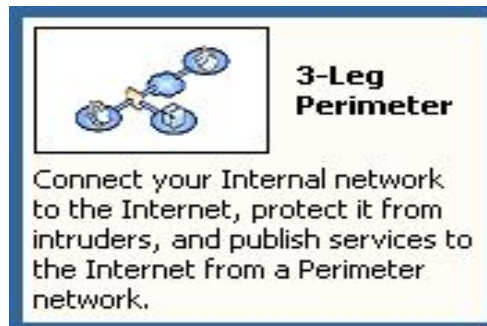 3-Leg
Perimeter
Connect your Internal network
to the Internet, protect it from
intruders, and publish services to
the Internet from a Perimeter
network.